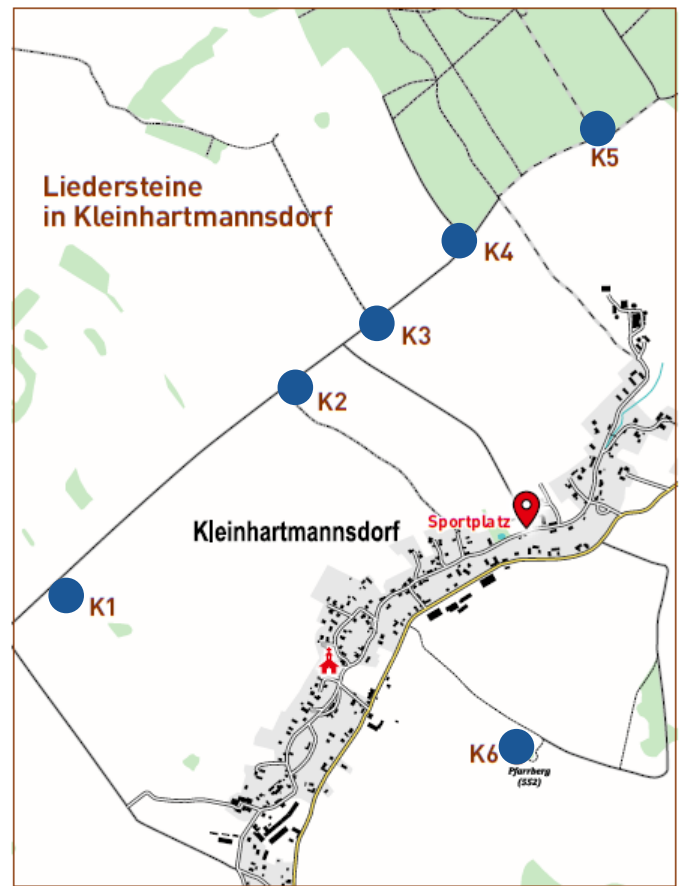 K5
Liedersteine
in Kleinhartmannsdorf
K4
K3
K2
Sportplatz
Kleinhartmannsdorf
K1
K6
Pfarrberg
(552)